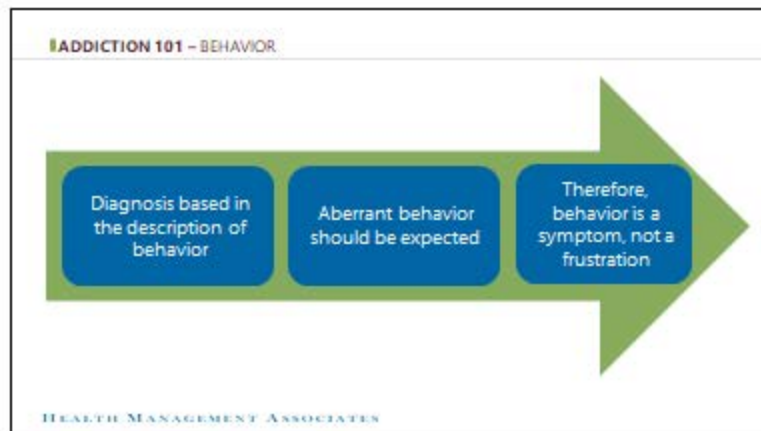 ADDICTION 101 – BEHAVIOR
Diagnosis based in
the description of
behavior
Aberrant behavior
should be expected
Therefore,
behavior is a
symptom, not a
frustration
HEALTH MANAGEMENT ASSOCIATES